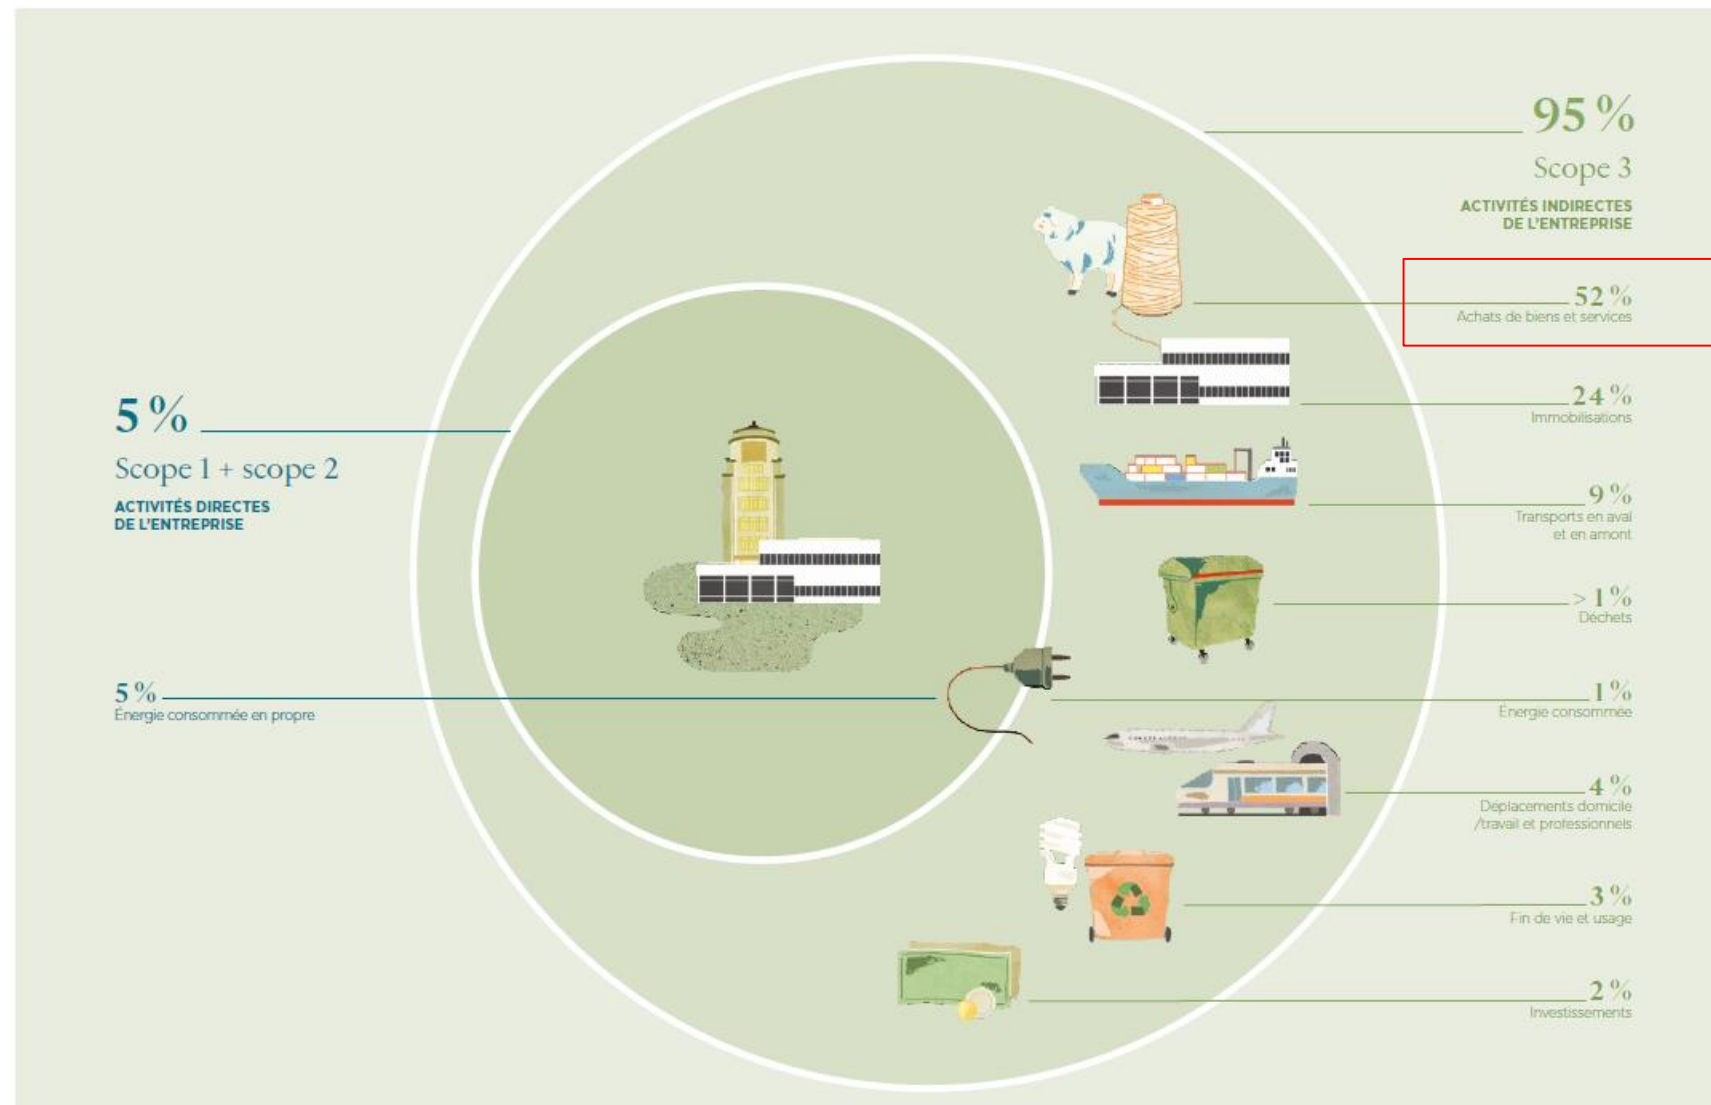 95 %
Scope 3
ACTIVITÉS INDIRECTES
DE L'ENTREPRISE
52 %
Achats de biens et services
24 %
Immobilisations
9 %
Transports en aval
et en amont
> 1 %
Déchets
1 %
Énergie consommée
4 %
Déplacements domicile
/travail et professionnels
3 %
Fin de vie et usage
2 %
Investissements
5 %
Scope 1 + scope 2
ACTIVITÉS DIRECTES
DE L'ENTREPRISE
5 %
Énergie consommée en propre